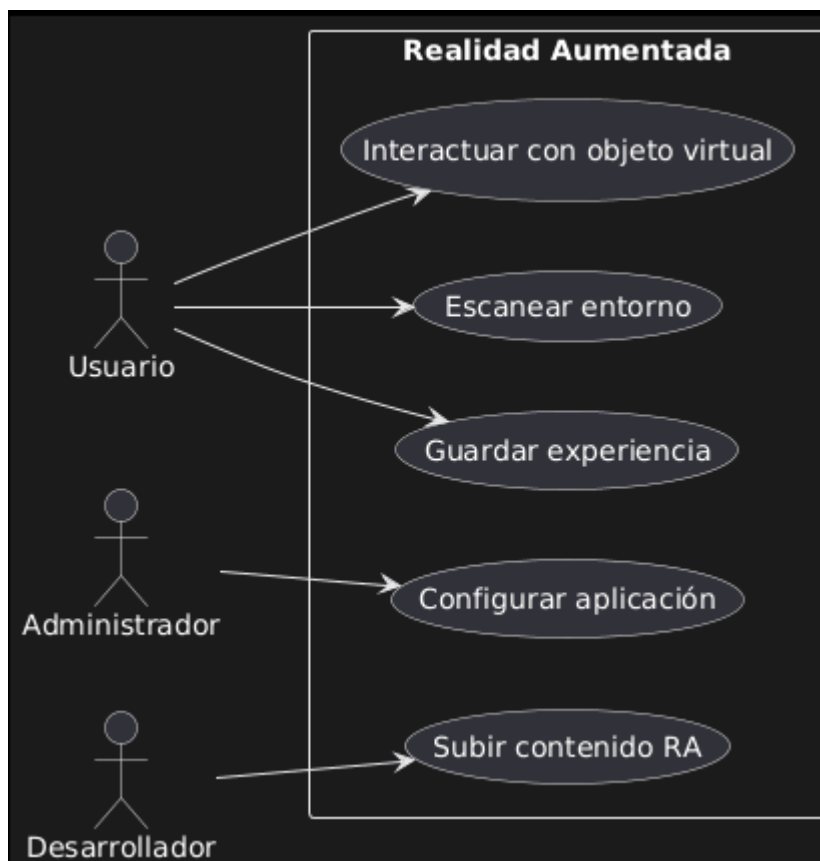 Realidad Aumentada
Interactuar con objeto virtual
Escanear entorno
Usuario
Guardar experiencia
Configurar aplicación
Administrador
Subir contenido RA
Desarrollador